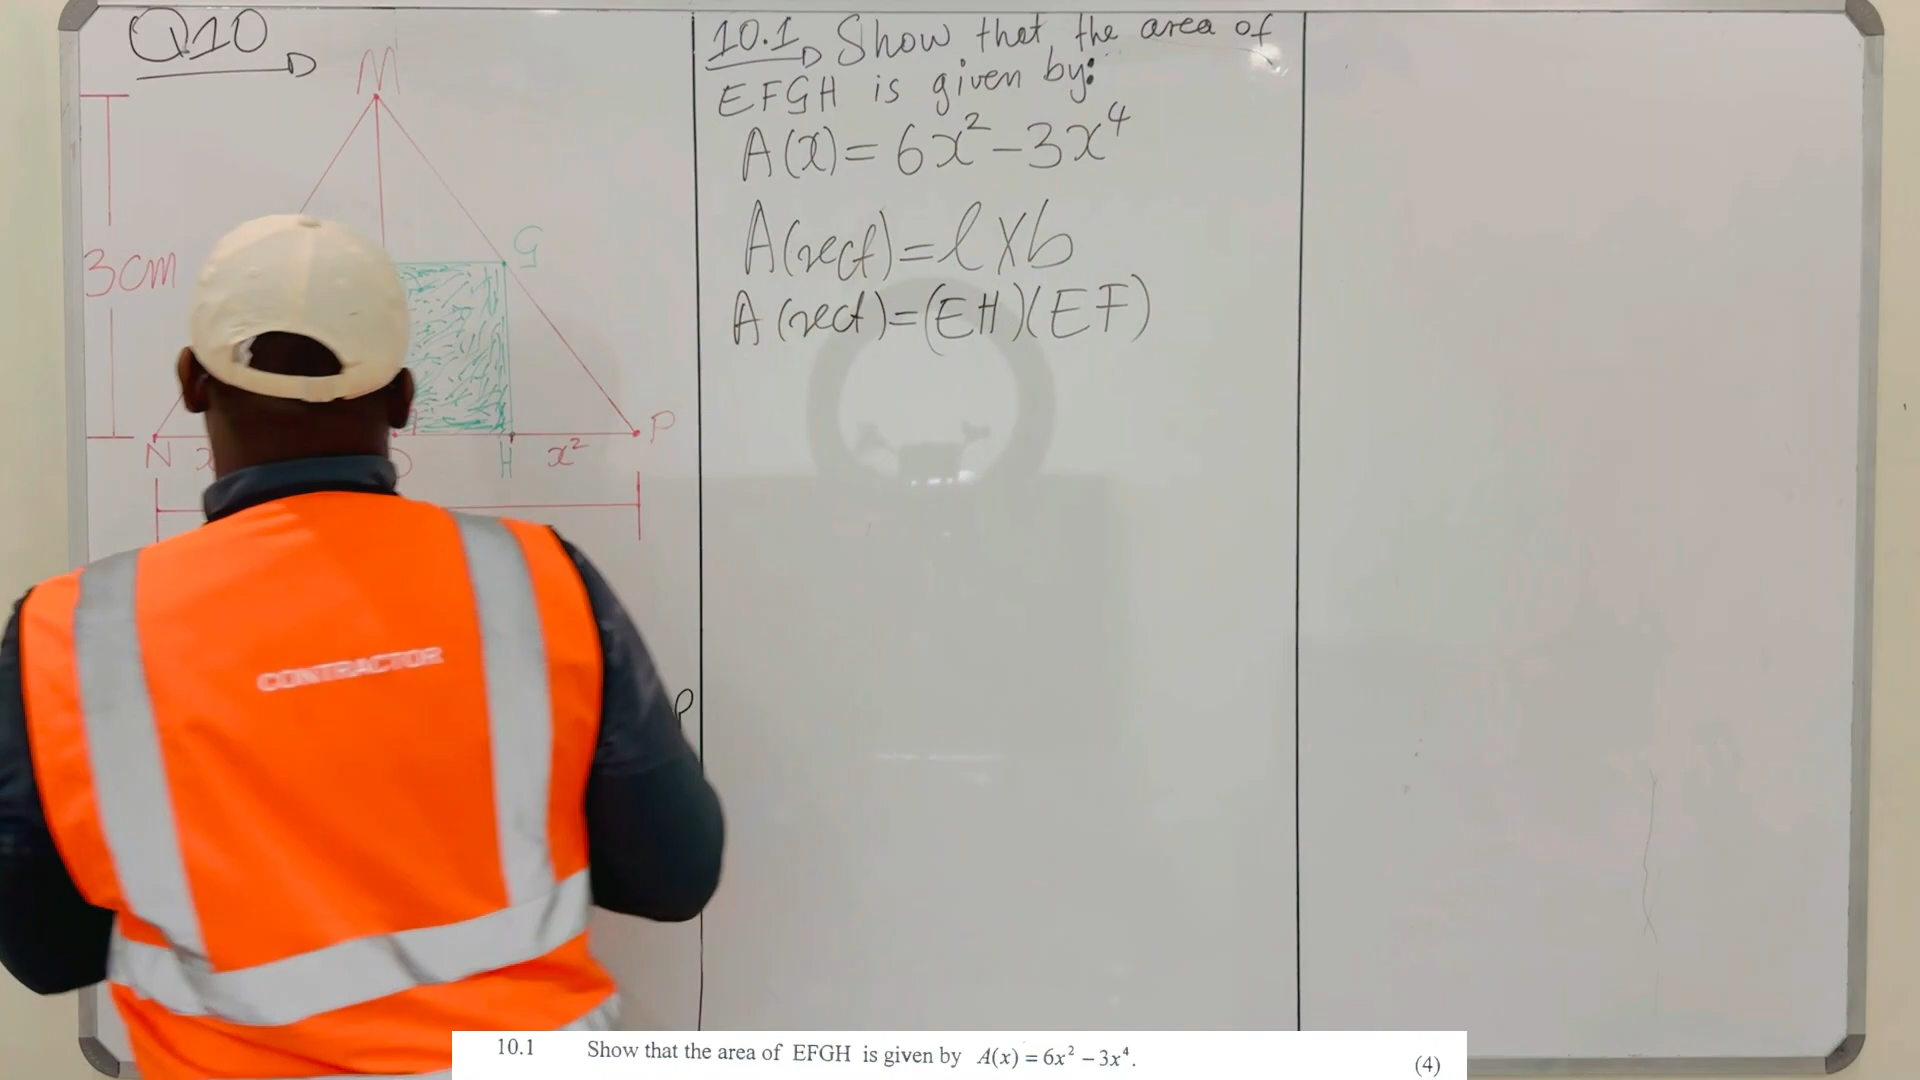 Q10
M
3cm
G
N x
D H x² P
CONTRACTOR
P
10.1 Show that the area of
EFGH is given by:
A(x) = 6x² - 3x⁴
A(rect) = l x b
A(rect) = (EH)(EF)
10.1 Show that the area of EFGH is given by A(x) = 6x² – 3x⁴. (4)